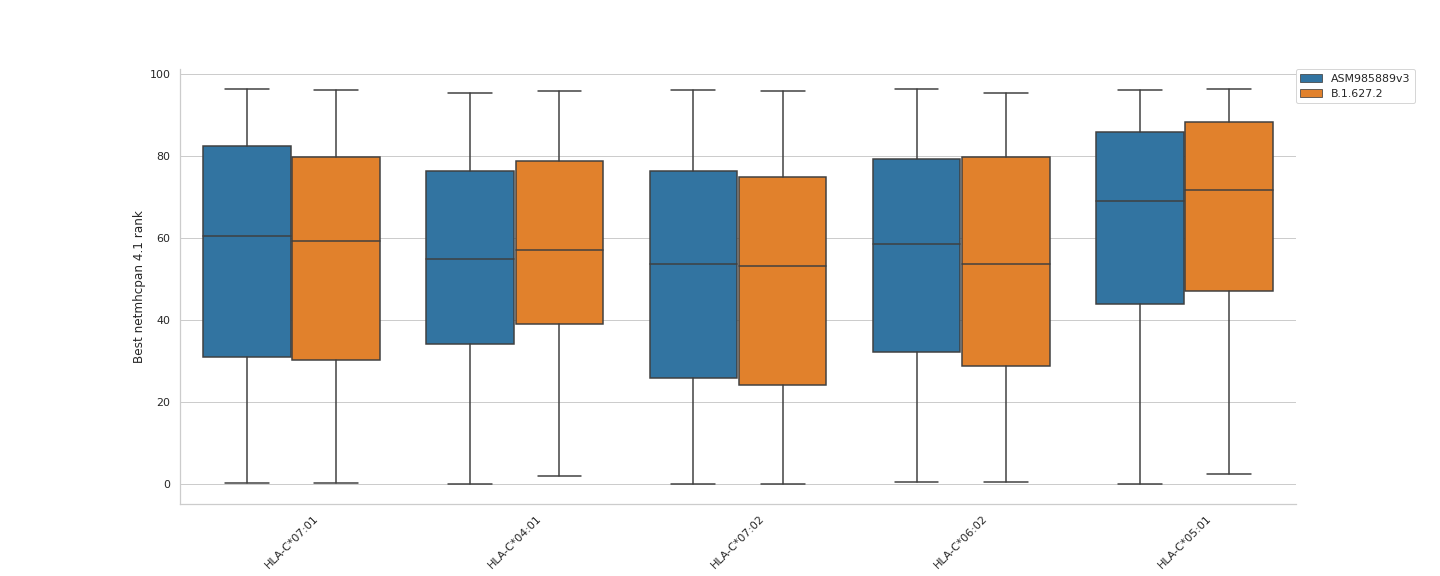 100
80
60
40
20
0
Best netmhcpan 4.1 rank
ASM985889v3
B.1.627.2
HLA-C*07:01
HLA-C*04:01
HLA-C*07:02
HLA-C*06:02
HLA-C*05:01